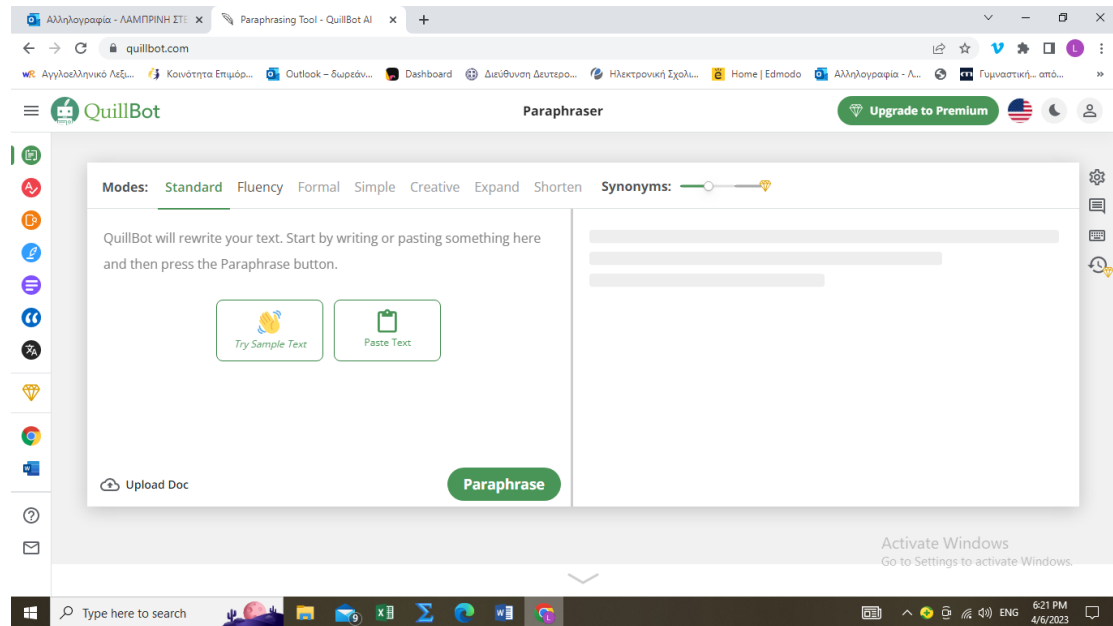 Αλληλογραφία - ΛΑΜΠΡΙΝΗ ΣΤΕ
Paraphrasing Tool - QuillBot AI
quillbot.com
L
WR Αγγλοελληνικό Λεξι... Κοινότητα Επιμόρ... Outlook – δωρεάν... Dashboard Διεύθυνση Δευτερο... Ηλεκτρονική Σχολι... Home | Edmodo Αλληλογραφία - Λ... Γυμναστική... από... »
QuillBot
Paraphraser
Upgrade to Premium
Modes: Standard Fluency Formal Simple Creative Expand Shorten Synonyms:
QuillBot will rewrite your text. Start by writing or pasting something here
and then press the Paraphrase button.
Try Sample Text
Paste Text
Upload Doc
Paraphrase
Activate Windows
Go to Settings to activate Windows.
Type here to search
9
ENG
6:21 PM
4/6/2023